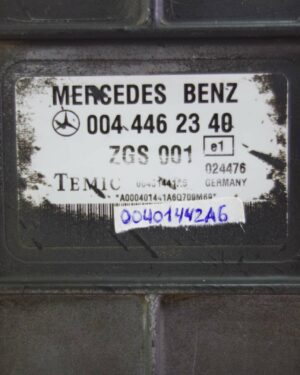 MERCEDES BENZ
004 446 23 40
ZGS 001 e1
024476
TEMIC GERMANY
00401442A6